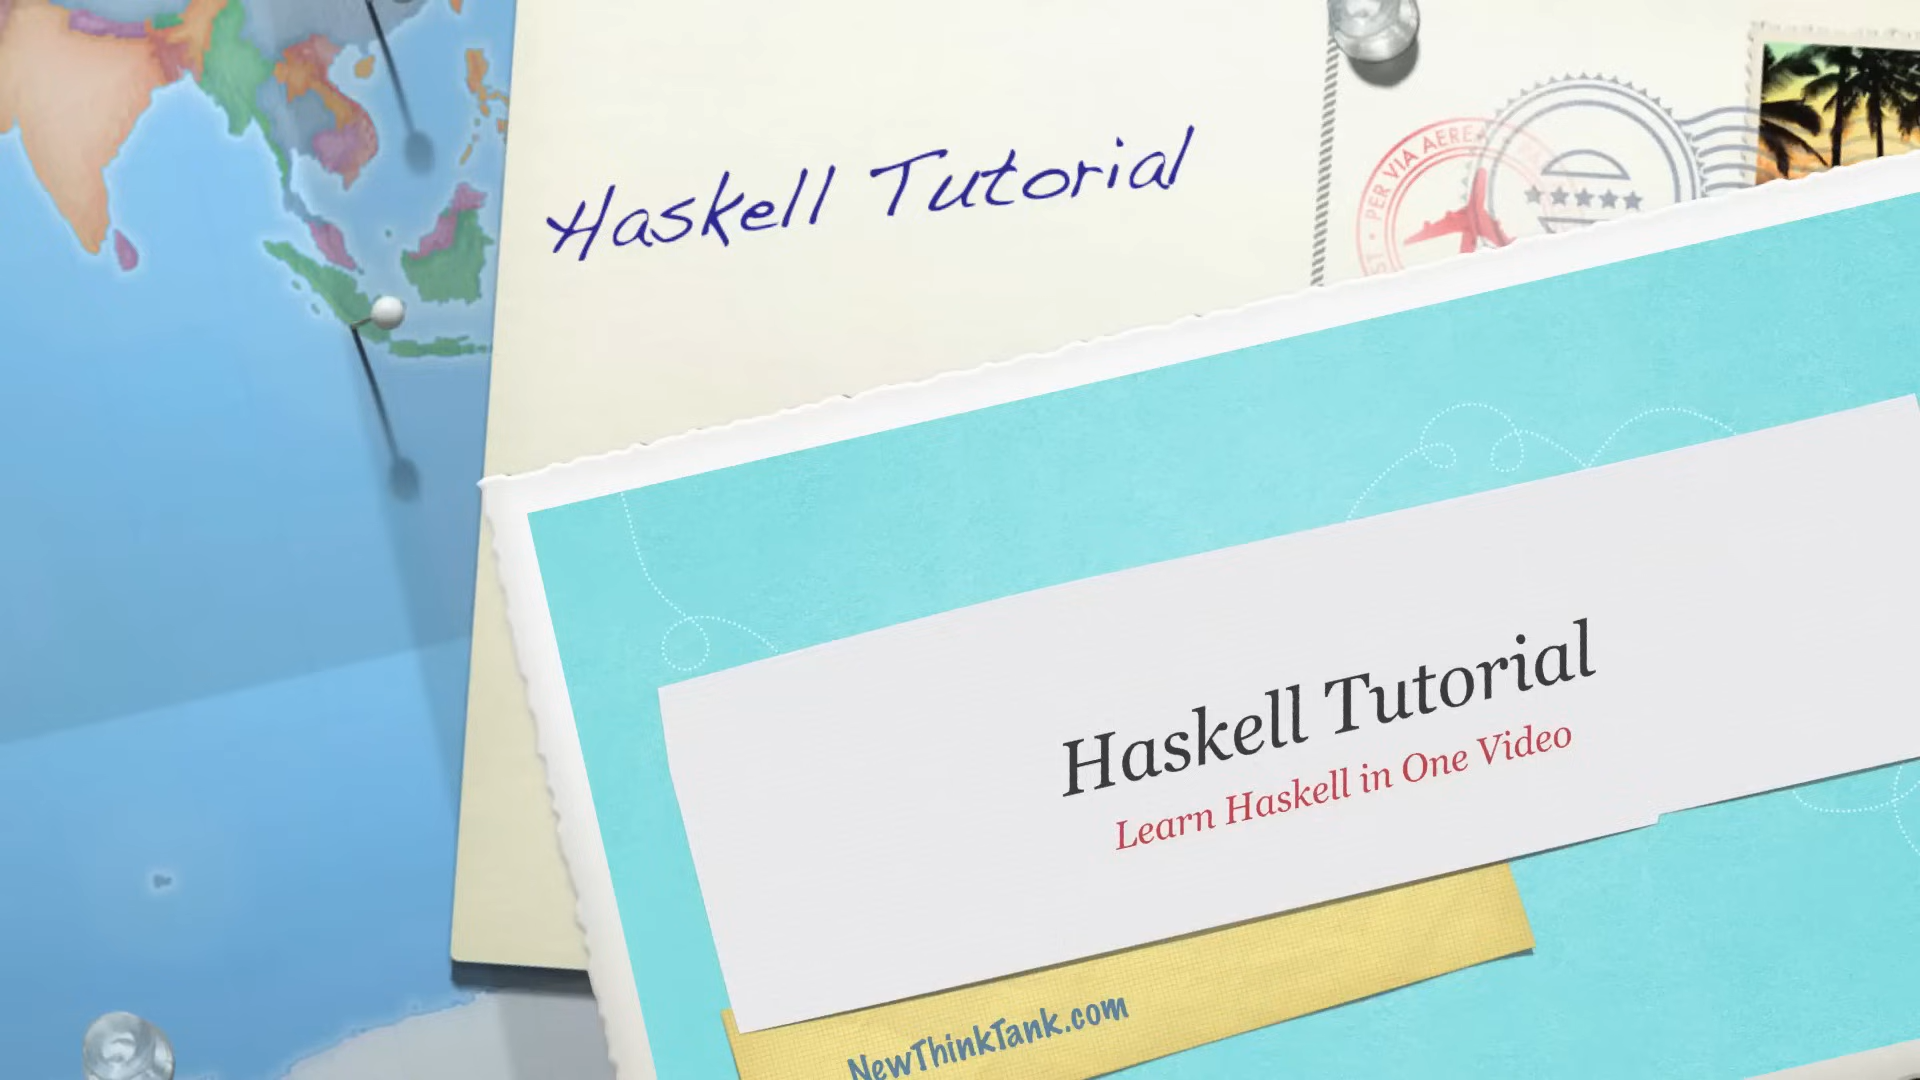 Haskell Tutorial
PER VIA AEREA
Haskell Tutorial
Learn Haskell in One Video
NewThinkTank.com